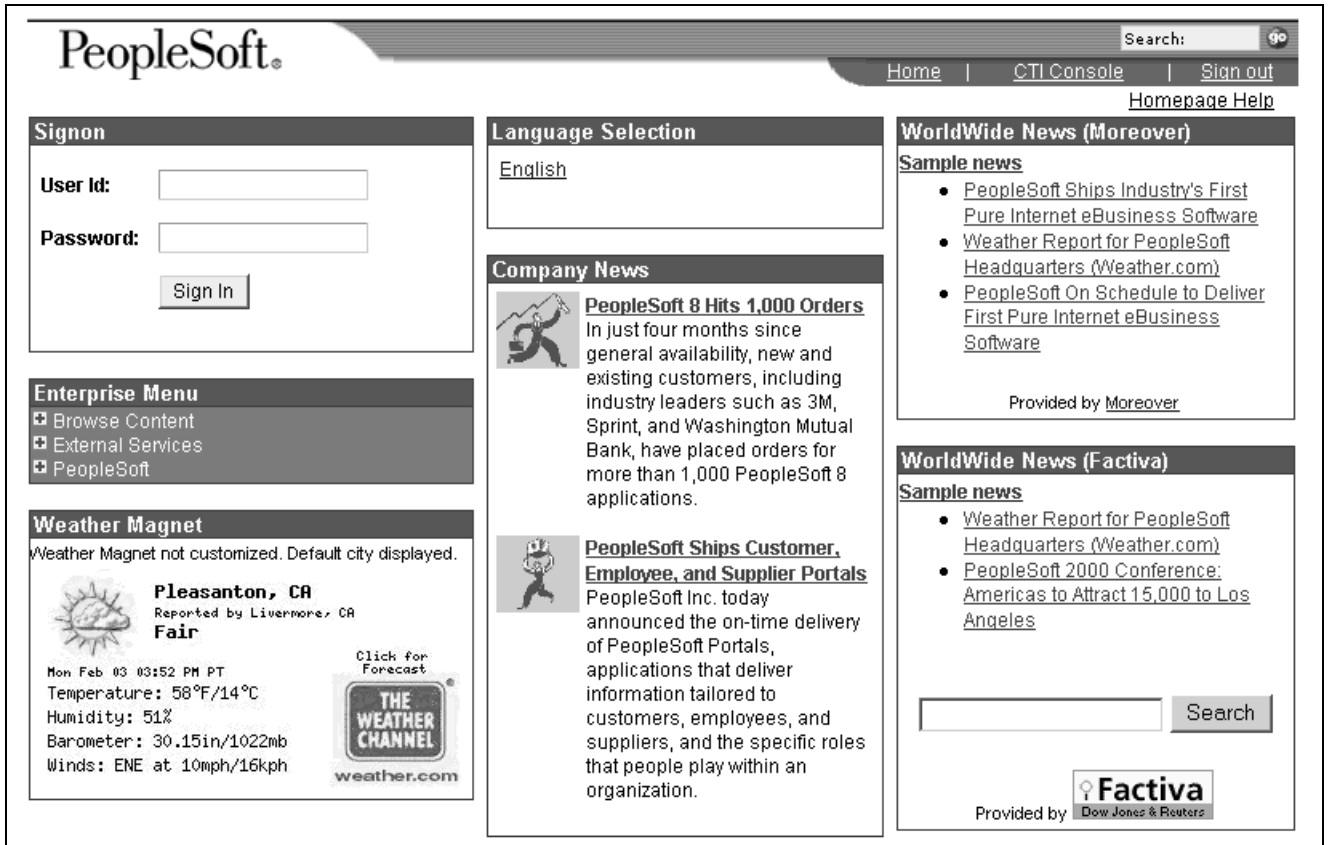 PeopleSoft®
Search: go
Home | CTI Console | Sign out
Homepage Help
Signon
User Id:
Password:
Sign In
Enterprise Menu
Browse Content
External Services
PeopleSoft
Weather Magnet
Weather Magnet not customized. Default city displayed.
Pleasanton, CA
Reported by Livermore, CA
Fair
Mon Feb 03 03:52 PM PT
Temperature: 58°F/14°C
Humidity: 51%
Barometer: 30.15in/1022mb
Winds: ENE at 10mph/16kph
Click for
Forecast
THE
WEATHER
CHANNEL
weather.com
Language Selection
English
Company News
PeopleSoft 8 Hits 1,000 Orders
In just four months since
general availability, new and
existing customers, including
industry leaders such as 3M,
Sprint, and Washington Mutual
Bank, have placed orders for
more than 1,000 PeopleSoft 8
applications.
PeopleSoft Ships Customer,
Employee, and Supplier Portals
PeopleSoft Inc. today
announced the on-time delivery
of PeopleSoft Portals,
applications that deliver
information tailored to
customers, employees, and
suppliers, and the specific roles
that people play within an
organization.
WorldWide News (Moreover)
Sample news
PeopleSoft Ships Industry's First
Pure Internet eBusiness Software
Weather Report for PeopleSoft
Headquarters (Weather.com)
PeopleSoft On Schedule to Deliver
First Pure Internet eBusiness
Software
Provided by Moreover
WorldWide News (Factiva)
Sample news
Weather Report for PeopleSoft
Headquarters (Weather.com)
PeopleSoft 2000 Conference:
Americas to Attract 15,000 to Los
Angeles
Search
Provided by Factiva
Dow Jones & Reuters